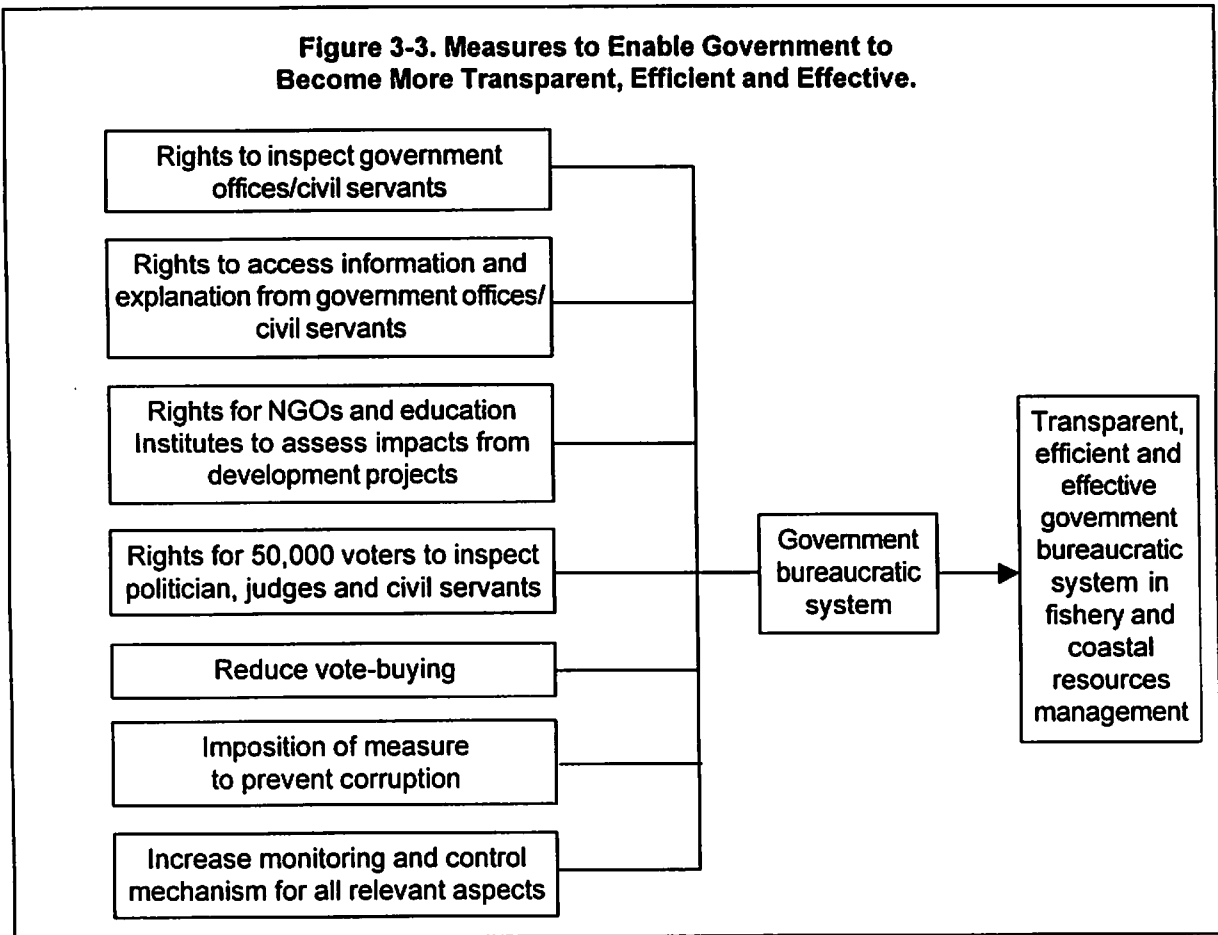 Figure 3-3. Measures to Enable Government to
Become More Transparent, Efficient and Effective.
Rights to inspect government
offices/civil servants
Rights to access information and
explanation from government offices/
civil servants
Rights for NGOs and education
Institutes to assess impacts from
development projects
Rights for 50,000 voters to inspect
politician, judges and civil servants
Reduce vote-buying
Imposition of measure
to prevent corruption
Increase monitoring and control
mechanism for all relevant aspects
Government
bureaucratic
system
Transparent,
efficient and
effective
government
bureaucratic
system in
fishery and
coastal
resources
management